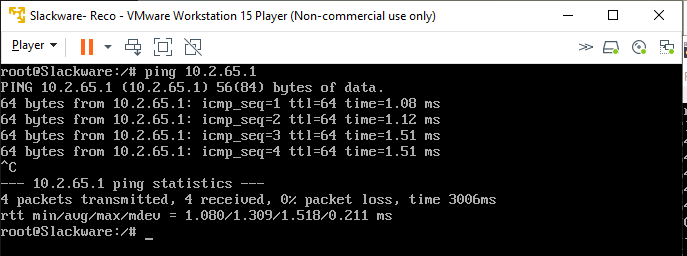 Slackware- Reco - VMware Workstation 15 Player (Non-commercial use only)
Player
root@Slackware:/# ping 10.2.65.1
PING 10.2.65.1 (10.2.65.1) 56(84) bytes of data.
64 bytes from 10.2.65.1: icmp_seq=1 ttl=64 time=1.08 ms
64 bytes from 10.2.65.1: icmp_seq=2 ttl=64 time=1.12 ms
64 bytes from 10.2.65.1: icmp_seq=3 ttl=64 time=1.51 ms
64 bytes from 10.2.65.1: icmp_seq=4 ttl=64 time=1.51 ms
^C
--- 10.2.65.1 ping statistics ---
4 packets transmitted, 4 received, 0% packet loss, time 3006ms
rtt min/avg/max/mdev = 1.080/1.309/1.518/0.211 ms
root@Slackware:/# _